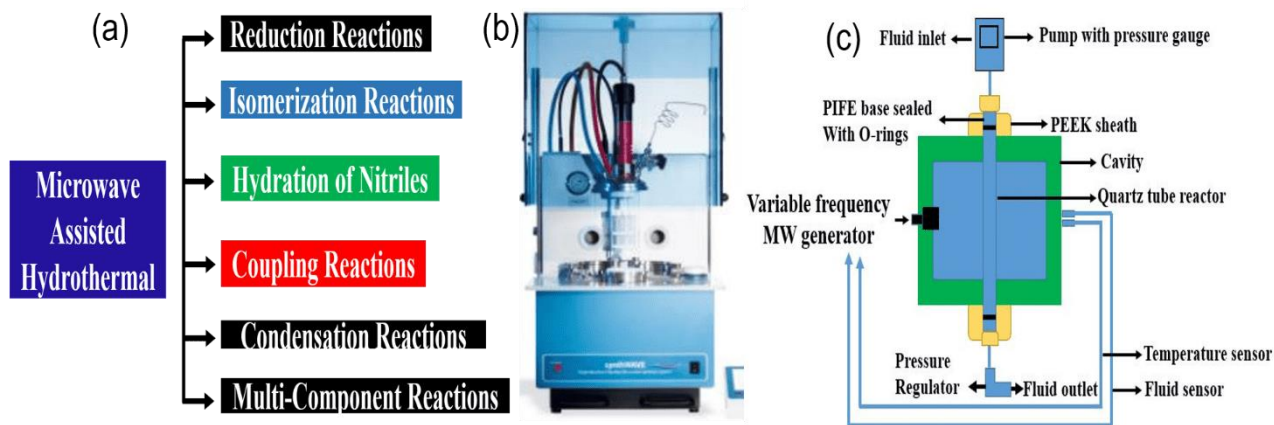 (a)
Microwave
Assisted
Hydrothermal
Reduction Reactions
Isomerization Reactions
Hydration of Nitriles
Coupling Reactions
Condensation Reactions
Multi-Component Reactions
(b)
synthWAVE
(c)
Fluid inlet
Pump with pressure gauge
PIFE base sealed
With O-rings
PEEK sheath
Cavity
Quartz tube reactor
Variable frequency
MW generator
Pressure
Regulator
Fluid outlet
Temperature sensor
Fluid sensor